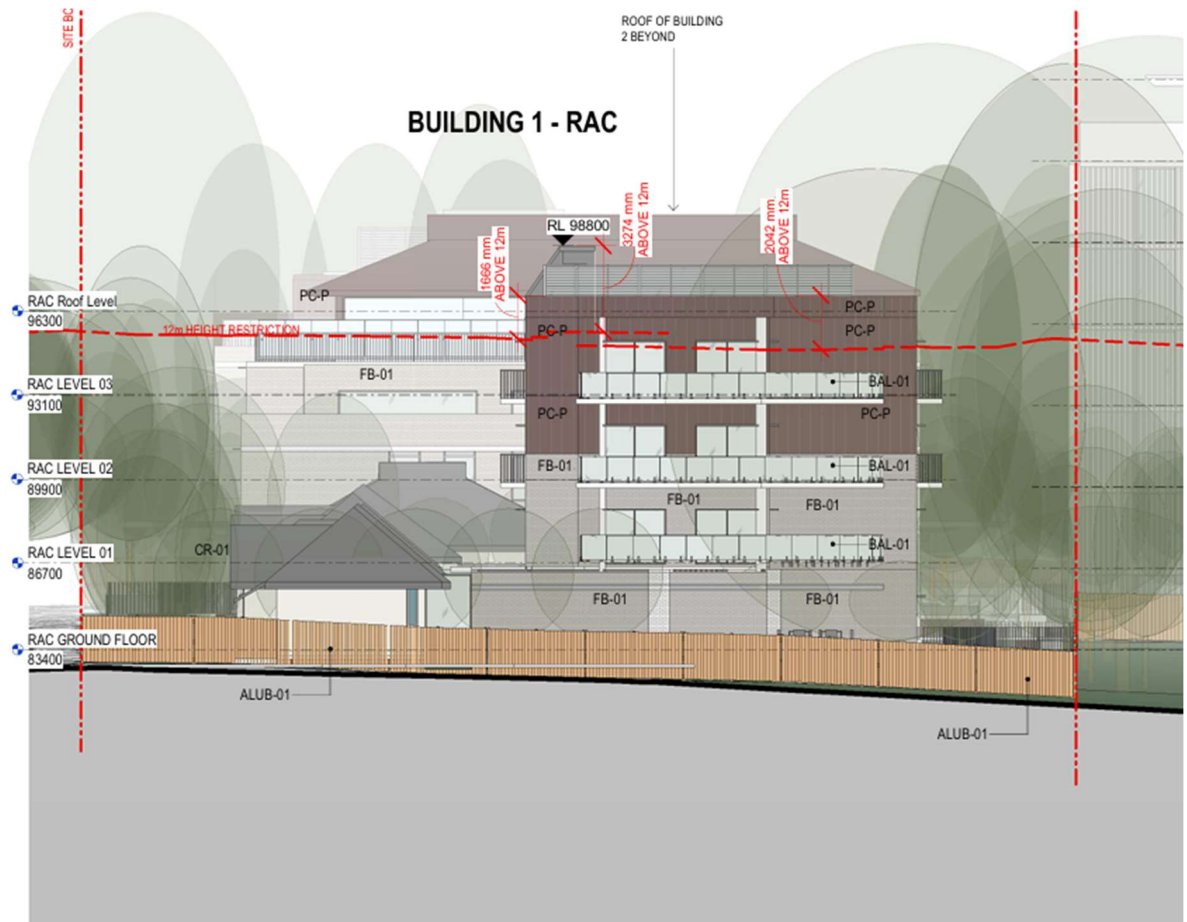 SITE BC
ROOF OF BUILDING
2 BEYOND
BUILDING 1 - RAC
RL 98800
1666 mm
ABOVE 12m
3274 mm
ABOVE 12m
2042 mm
ABOVE 12m
RAC Roof Level
96300
PC-P
PC-P
12m HEIGHT RESTRICTION
PC-P
PC-P
FB-01
RAC LEVEL 03
93100
BAL-01
PC-P
PC-P
RAC LEVEL 02
89900
FB-01
BAL-01
FB-01
FB-01
RAC LEVEL 01
86700
CR-01
BAL-01
FB-01
FB-01
RAC GROUND FLOOR
83400
ALUB-01
ALUB-01